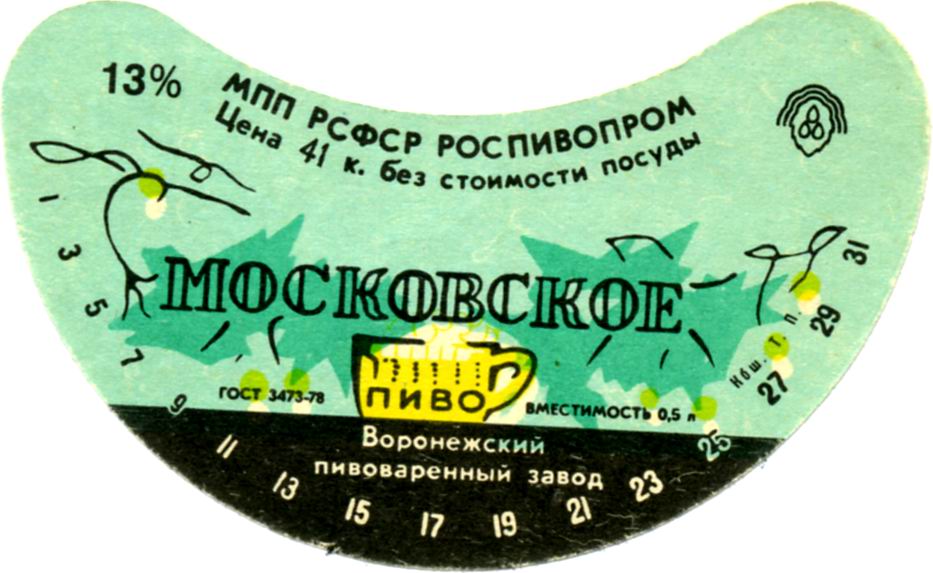 13%
МПП РСФСР РОСПИВОПРОМ
Цена 41 к. без стоимости посуды
МОСКОВСКОЕ
ПИВО
ГОСТ 3473-78
ВМЕСТИМОСТЬ 0,5 л
Воронежский
пивоваренный завод
1
3
5
7
9
11
13
15
17
19
21
23
25
27
29
31